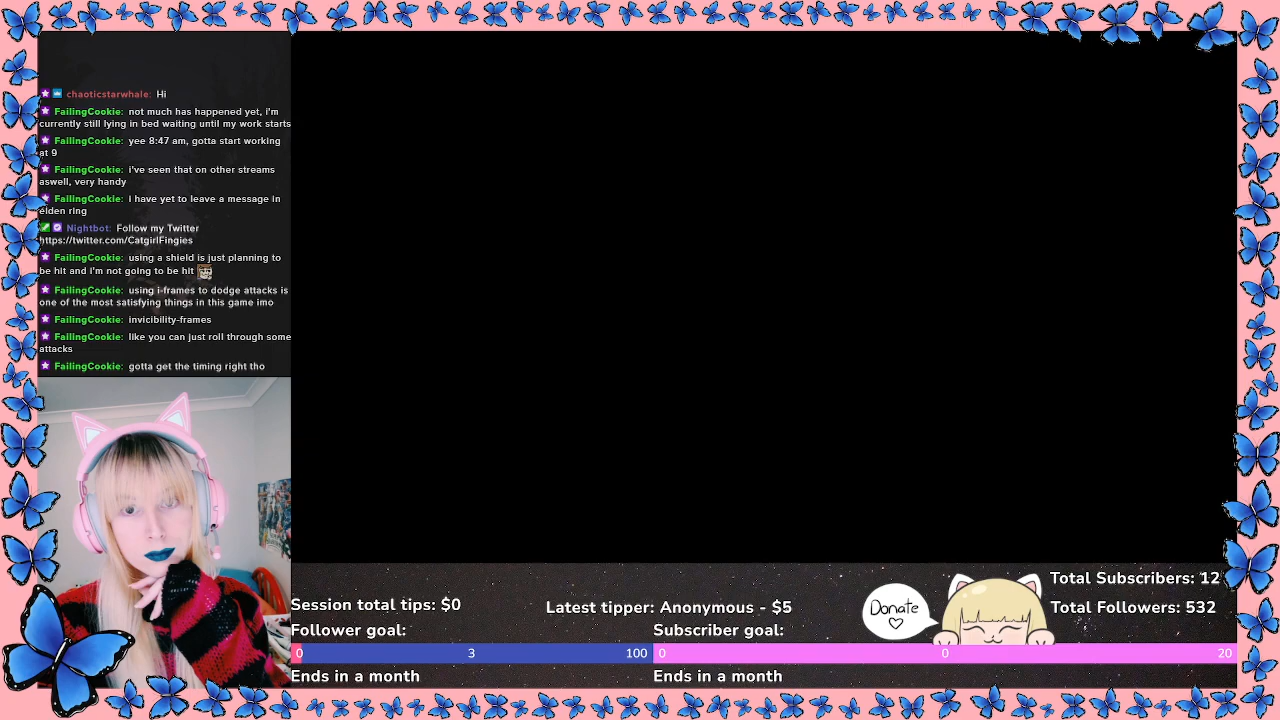 chaoticstarwhale: Hi
FailingCookie: not much has happened yet, i'm
currently still lying in bed waiting until my work starts
FailingCookie: yee 8:47 am, gotta start working
at 9
FailingCookie: i've seen that on other streams
aswell, very handy
FailingCookie: i have yet to leave a message in
elden ring
Nightbot: Follow my Twitter
https://twitter.com/CatgirlFingies
FailingCookie: using a shield is just planning to
be hit and i'm not going to be hit
FailingCookie: using i-frames to dodge attacks is
one of the most satisfying things in this game imo
FailingCookie: invicibility-frames
FailingCookie: like you can just roll through some
attacks
FailingCookie: gotta get the timing right tho
Session total tips: $0
Latest tipper: Anonymous - $5
Donate
Total Subscribers: 12
Total Followers: 532
Follower goal:
Subscriber goal:
0 3 100
0 0 20
Ends in a month
Ends in a month